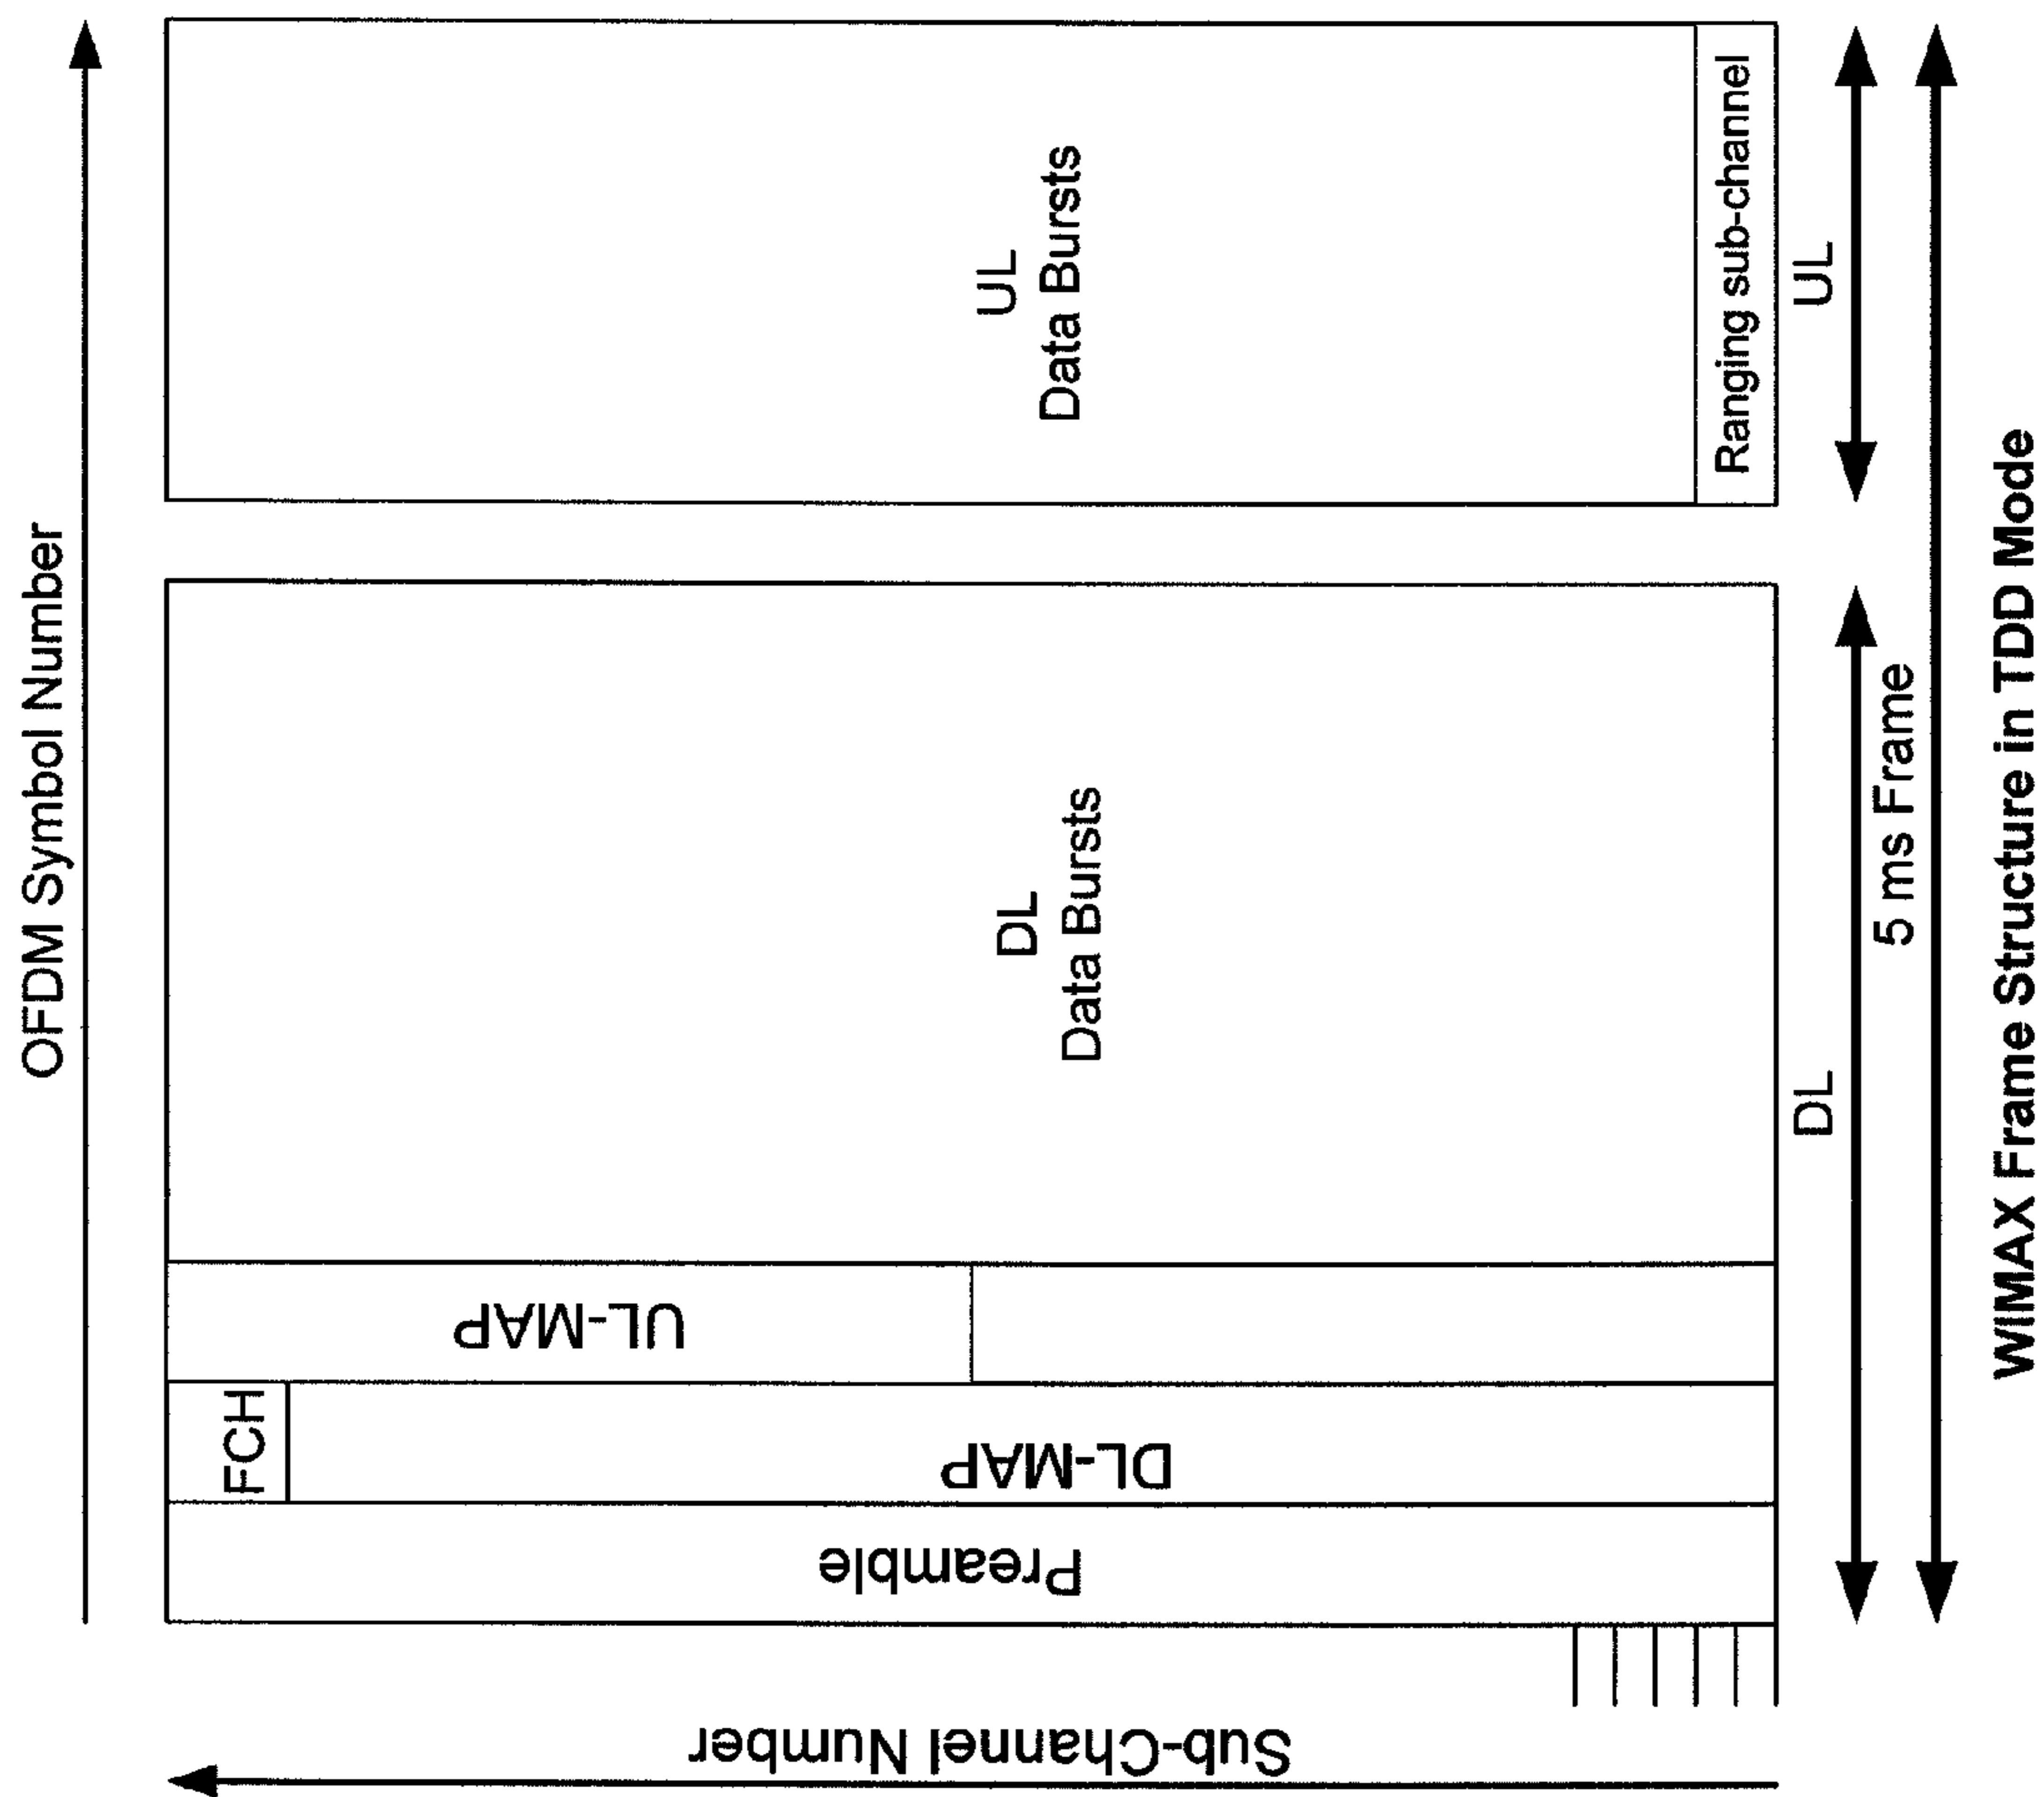 OFDM Symbol Number
Sub-Channel Number
Preamble
FCH
DL-MAP
UL-MAP
DL
Data Bursts
UL
Data Bursts
Ranging sub-channel
DL
UL
5 ms Frame
WIMAX Frame Structure in TDD Mode